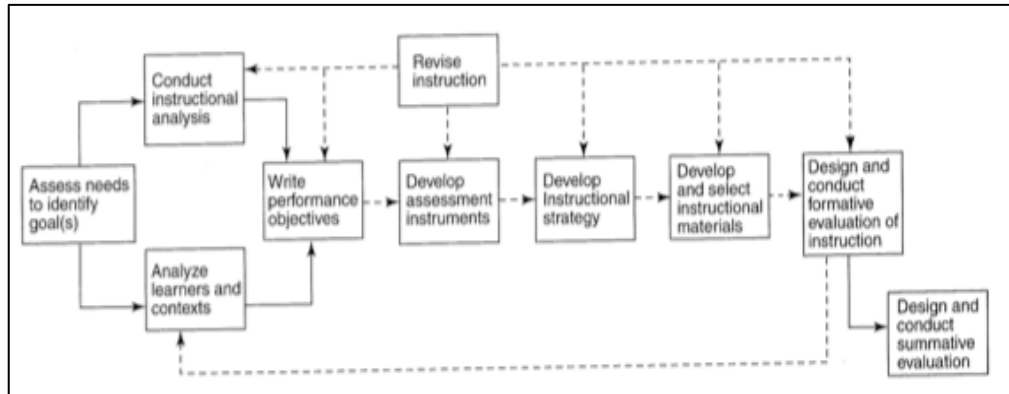 Conduct
instructional
analysis
Revise
instruction
Assess needs
to identify
goal(s)
Write
performance
objectives
Develop
assessment
instruments
Develop
Instructional
strategy
Develop
and select
instructional
materials
Design and
conduct
formative
evaluation of
instruction
Analyze
learners and
contexts
Design and
conduct
summative
evaluation